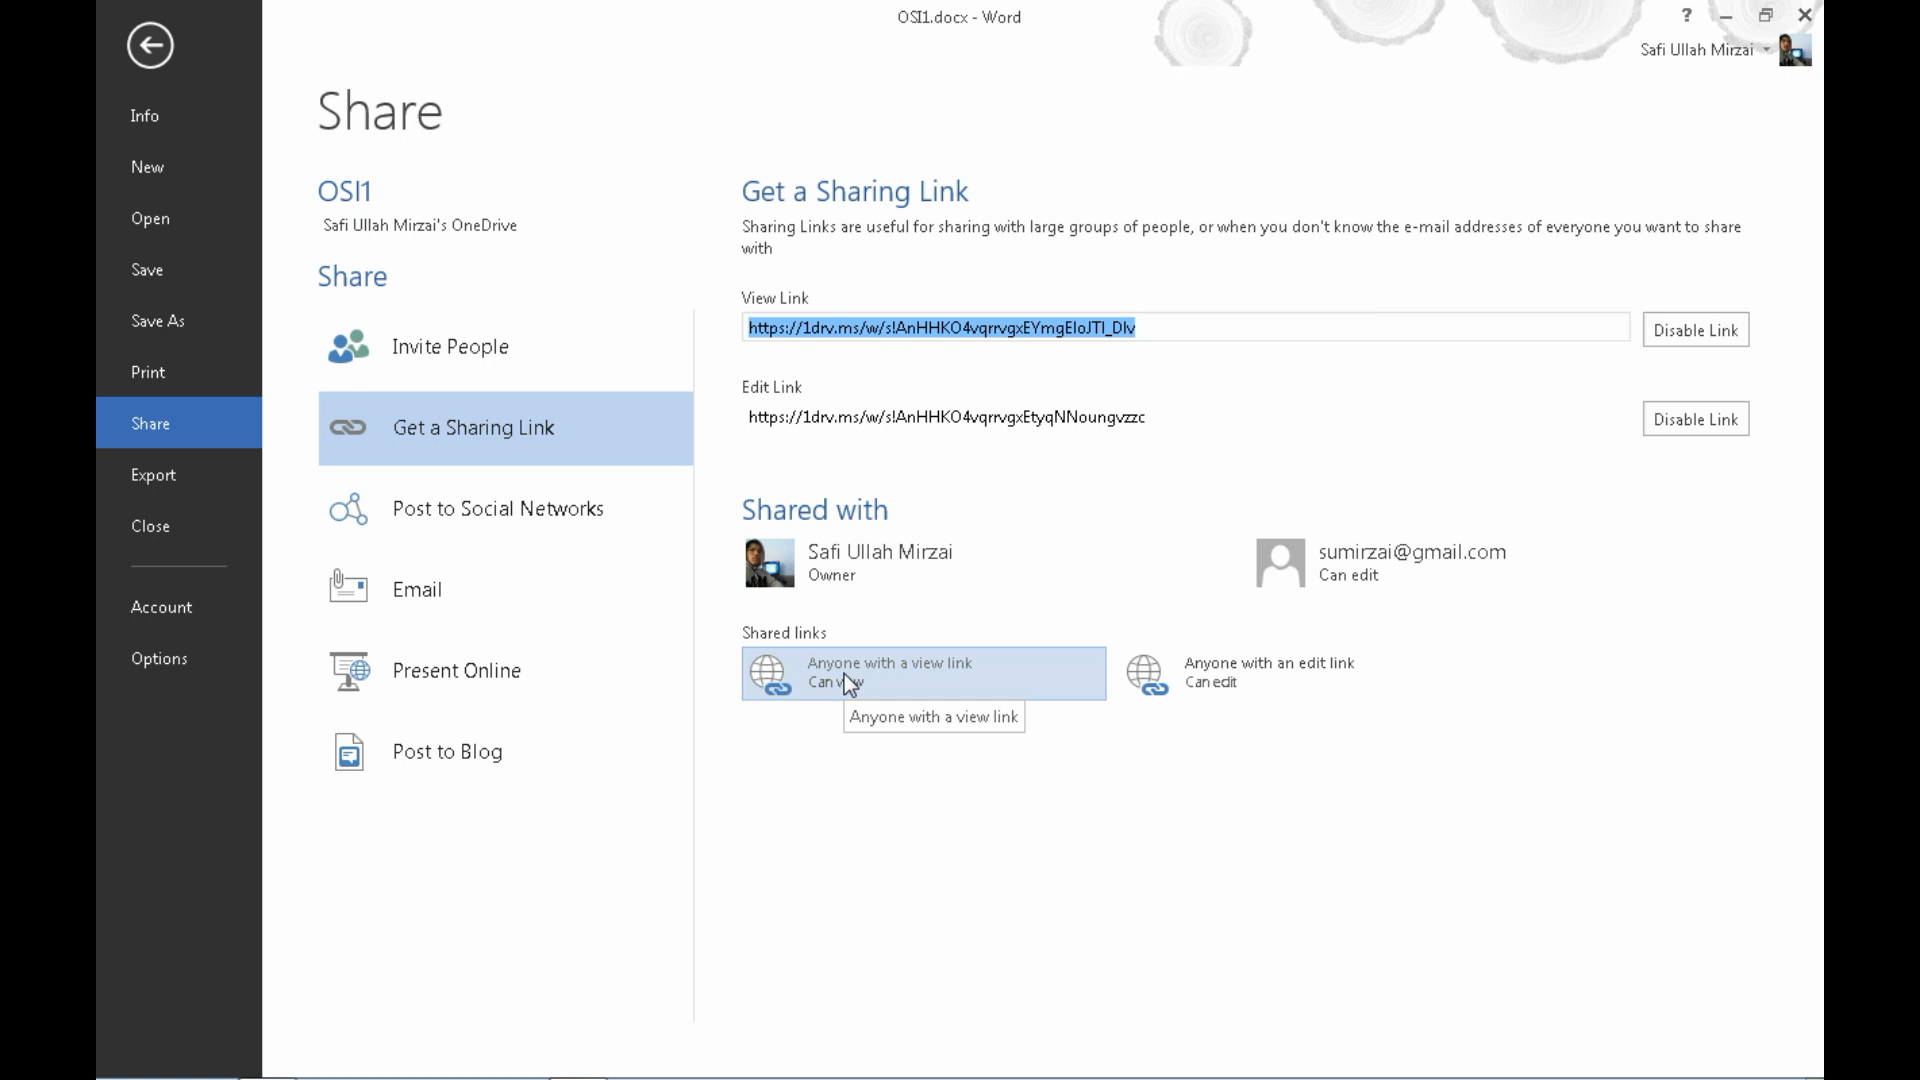 OSI1.docx - Word
?
Safi Ullah Mirzai
Info
New
Open
Save
Save As
Print
Share
Export
Close
Account
Options
Share
OSI1
Safi Ullah Mirzai's OneDrive
Share
Invite People
Get a Sharing Link
Post to Social Networks
Email
Present Online
Post to Blog
Get a Sharing Link
Sharing Links are useful for sharing with large groups of people, or when you don't know the e-mail addresses of everyone you want to share
with
View Link
Disable Link
Edit Link
https://1drv.ms/w/s!AnHHKO4vqrrvgxEtyqNNoungvzzc
Disable Link
Shared with
Safi Ullah Mirzai
Owner
sumirzai@gmail.com
Can edit
Shared links
Anyone with a view link
Can view
Anyone with an edit link
Can edit
Anyone with a view link